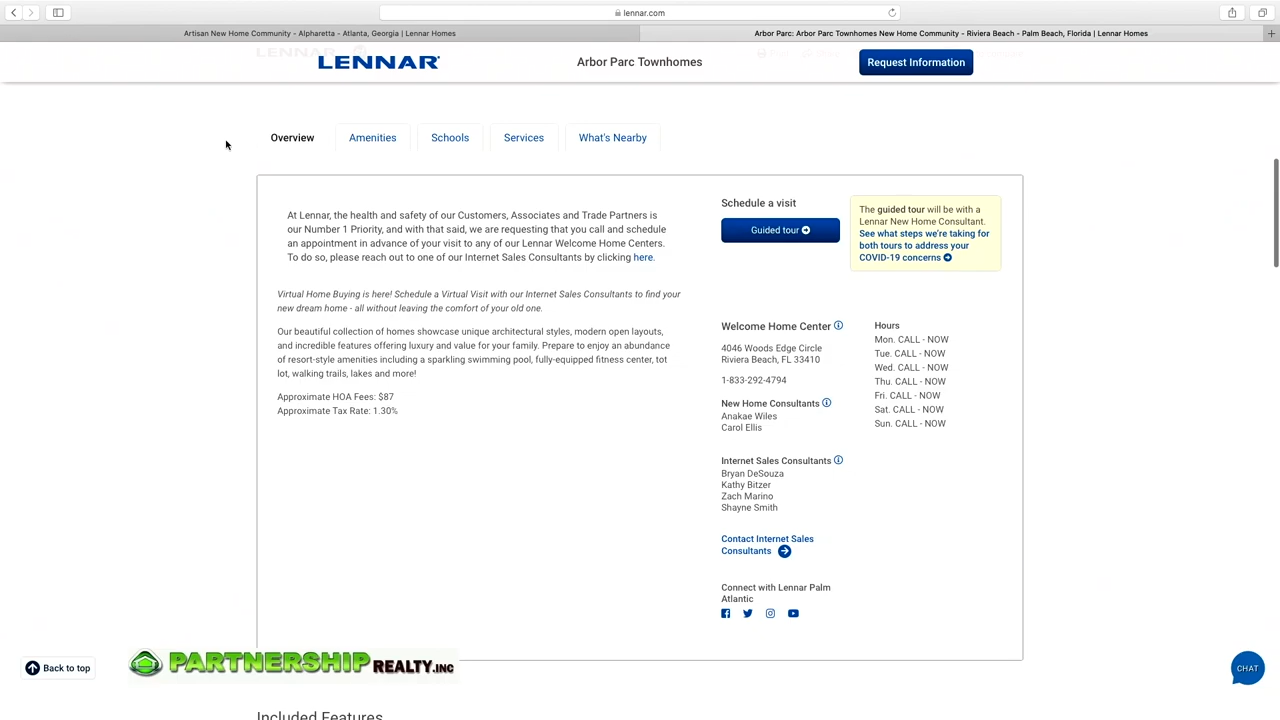 lennar.com
Artisan New Home Community - Alpharetta - Atlanta, Georgia | Lennar Homes
Arbor Parc: Arbor Parc Townhomes New Home Community - Riviera Beach - Palm Beach, Florida | Lennar Homes
LENNAR
Arbor Parc Townhomes
Request Information
Overview
Amenities
Schools
Services
What's Nearby
At Lennar, the health and safety of our Customers, Associates and Trade Partners is
our Number 1 Priority, and with that said, we are requesting that you call and schedule
an appointment in advance of your visit to any of our Lennar Welcome Home Centers.
To do so, please reach out to one of our Internet Sales Consultants by clicking here.
Virtual Home Buying is here! Schedule a Virtual Visit with our Internet Sales Consultants to find your
new dream home - all without leaving the comfort of your old one.
Our beautiful collection of homes showcase unique architectural styles, modern open layouts,
and incredible features offering luxury and value for your family. Prepare to enjoy an abundance
of resort-style amenities including a sparkling swimming pool, fully-equipped fitness center, tot
lot, walking trails, lakes and more!
Approximate HOA Fees: $87
Approximate Tax Rate: 1.30%
Schedule a visit
Guided tour
The guided tour will be with a
Lennar New Home Consultant.
See what steps we're taking for
both tours to address your
COVID-19 concerns
Welcome Home Center
4046 Woods Edge Circle
Riviera Beach, FL 33410
1-833-292-4794
New Home Consultants
Anakae Wiles
Carol Ellis
Internet Sales Consultants
Bryan DeSouza
Kathy Bitzer
Zach Marino
Shayne Smith
Contact Internet Sales
Consultants
Connect with Lennar Palm
Atlantic
Hours
Mon. CALL - NOW
Tue. CALL - NOW
Wed. CALL - NOW
Thu. CALL - NOW
Fri. CALL - NOW
Sat. CALL - NOW
Sun. CALL - NOW
Back to top
PARTNERSHIP REALTY.INC
CHAT
Included Features